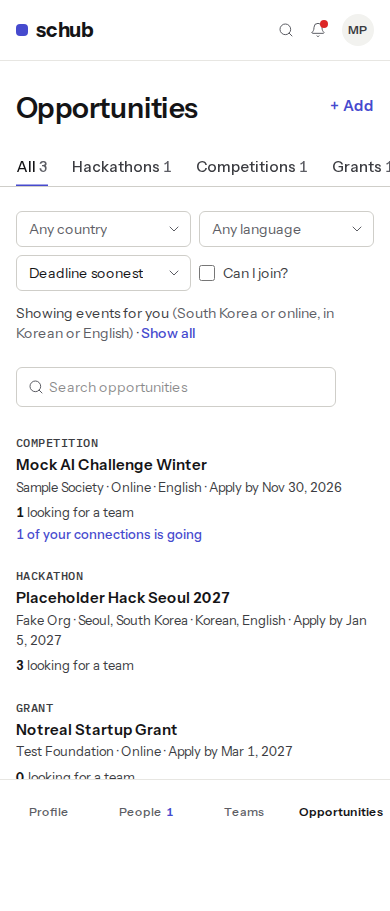 schub
MP
Opportunities
+ Add
All 3 Hackathons 1 Competitions 1 Grants 1
Any country
Any language
Deadline soonest
Can I join?
Showing events for you (South Korea or online, in
Korean or English) · Show all
Search opportunities
COMPETITION
Mock AI Challenge Winter
Sample Society · Online · English · Apply by Nov 30, 2026
1 looking for a team
1 of your connections is going
HACKATHON
Placeholder Hack Seoul 2027
Fake Org · Seoul, South Korea · Korean, English · Apply by Jan
5, 2027
3 looking for a team
GRANT
Notreal Startup Grant
Test Foundation · Online · Apply by Mar 1, 2027
0 looking for a team
Profile
People 1
Teams
Opportunities